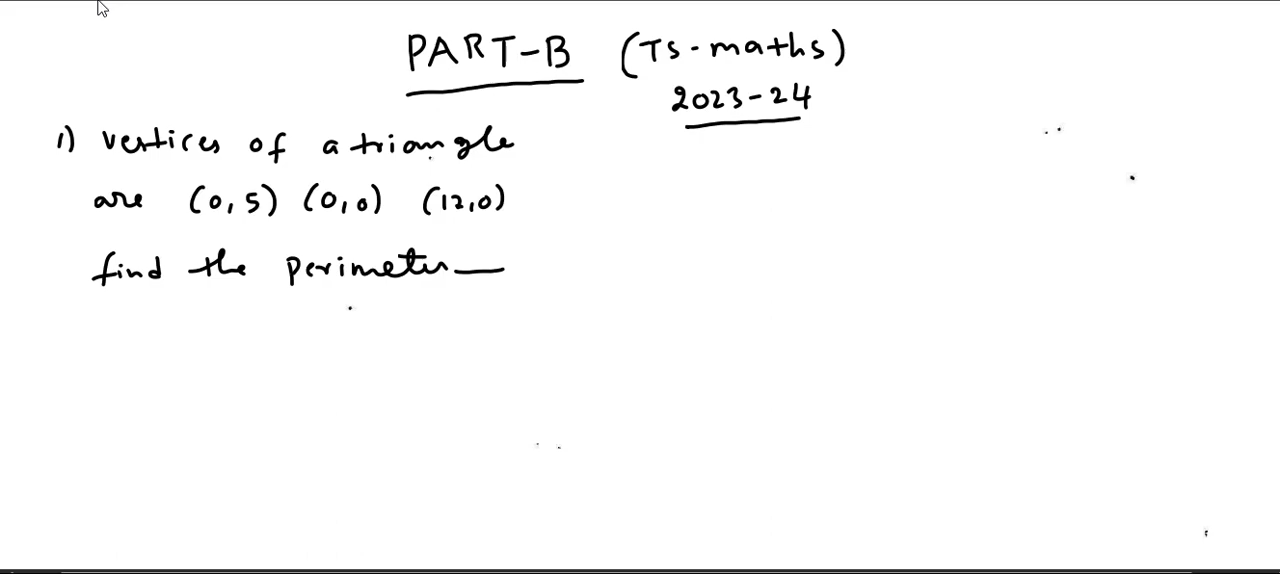 PART-B (TS-maths)
2023-24
1) vertices of a triangle
are (0,5) (0,0) (12,0)
find the perimeter